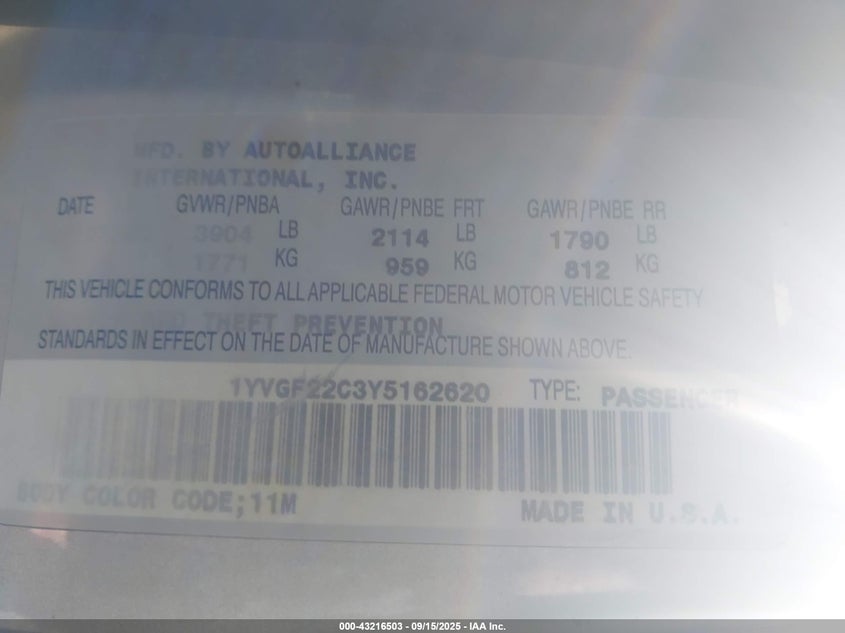 MFD. BY AUTOALLIANCE
INTERNATIONAL, INC.
DATE GVWR/PNBA GAWR/PNBE FRT GAWR/PNBE RR
3904 LB 2114 LB 1790 LB
1771 KG 959 KG 812 KG
THIS VEHICLE CONFORMS TO ALL APPLICABLE FEDERAL MOTOR VEHICLE SAFETY
AND THEFT PREVENTION
STANDARDS IN EFFECT ON THE DATE OF MANUFACTURE SHOWN ABOVE.
1YVGF22C3Y5162620 TYPE: PASSENGER
BODY COLOR CODE;11M MADE IN U.S.A.
000-43216503 - 09/15/2025 - IAA Inc.